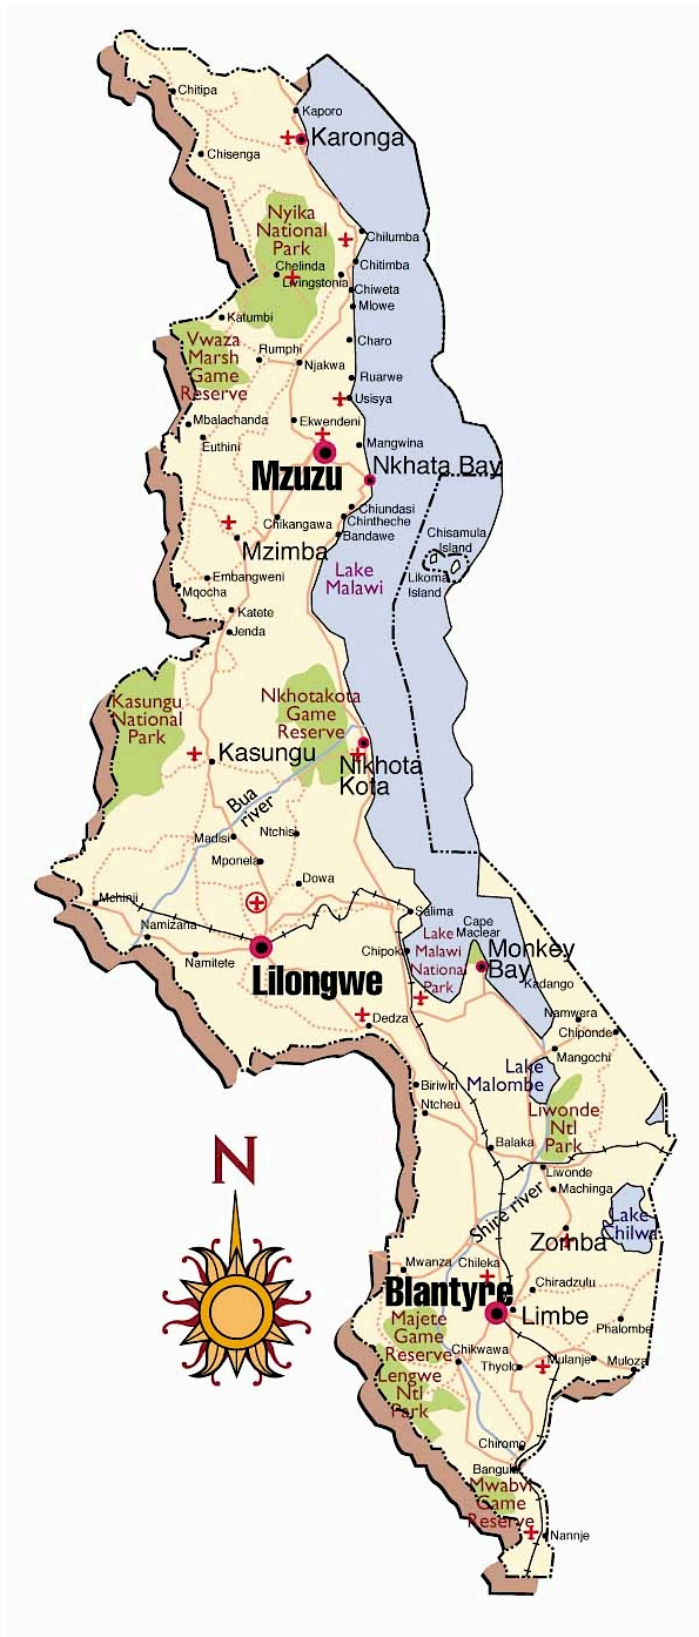 Chitipa
Kaporo
Karonga
Chisenga
Nyika
National
Park
Chilumba
Chelinda
Chitimba
Livingstonia
Chiweta
Mlowe
Katumbi
Vwaza
Marsh
Game
Reserve
Rumphi
Charo
Njakwa
Ruarwe
Usisya
Mbalachanda
Ekwendeni
Euthini
Mangwina
Mzuzu
Nkhata Bay
Chiundasi
Chintheche
Chikangawa
Bandawe
Mzimba
Chisamula
Island
Lake
Malawi
Likoma
Island
Embangweni
Mqocha
Katete
Jenda
Kasungu
National
Park
Nkhotakota
Game
Reserve
Kasungu
Nikhota
Kota
Bua
river
Madisi
Ntchisi
Mponela
Dowa
Mchinji
Salima
Namizana
Cape
Maclear
Lake
Malawi
National
Park
Chipoka
Monkey
Bay
Namitete
Lilongwe
Kadango
Dedza
Namwera
Chiponde
Mangochi
Lake
Malombe
Biriwiri
Ntcheu
Liwonde
Ntl
Park
N
Balaka
Liwonde
Machinga
Shire river
Lake
Chilwa
Zomba
Mwanza
Chileka
Blantyre
Chiradzulu
Limbe
Majete
Game
Reserve
Phalombe
Chikwawa
Thyolo
Mulanje
Muloza
Lengwe
Ntl
Park
Chiromo
Bangula
Mwabvi
Game
Reserve
Nannje